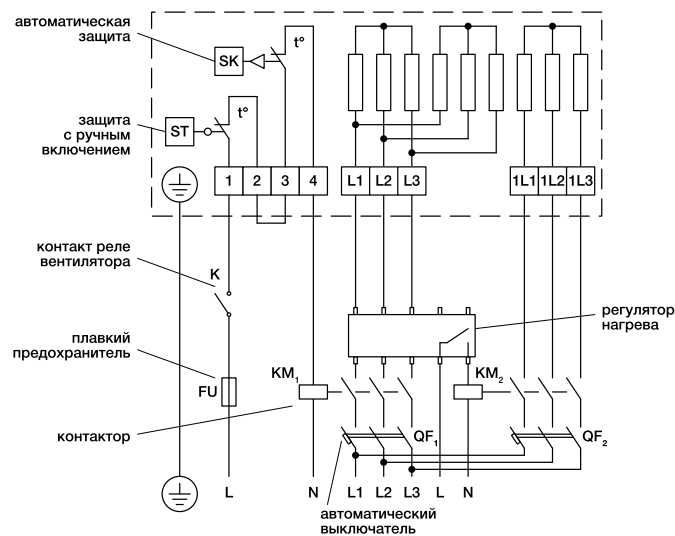 автоматическая
защита
SK
t°
защита
с ручным
включением
ST
t°
1 2 3 4 L1 L2 L3 1L1 1L2 1L3
контакт реле
вентилятора
K
регулятор
нагрева
плавкий
предохранитель
FU
KM1
KM2
контактор
QF1
QF2
L N L1 L2 L3 L N
автоматический
выключатель